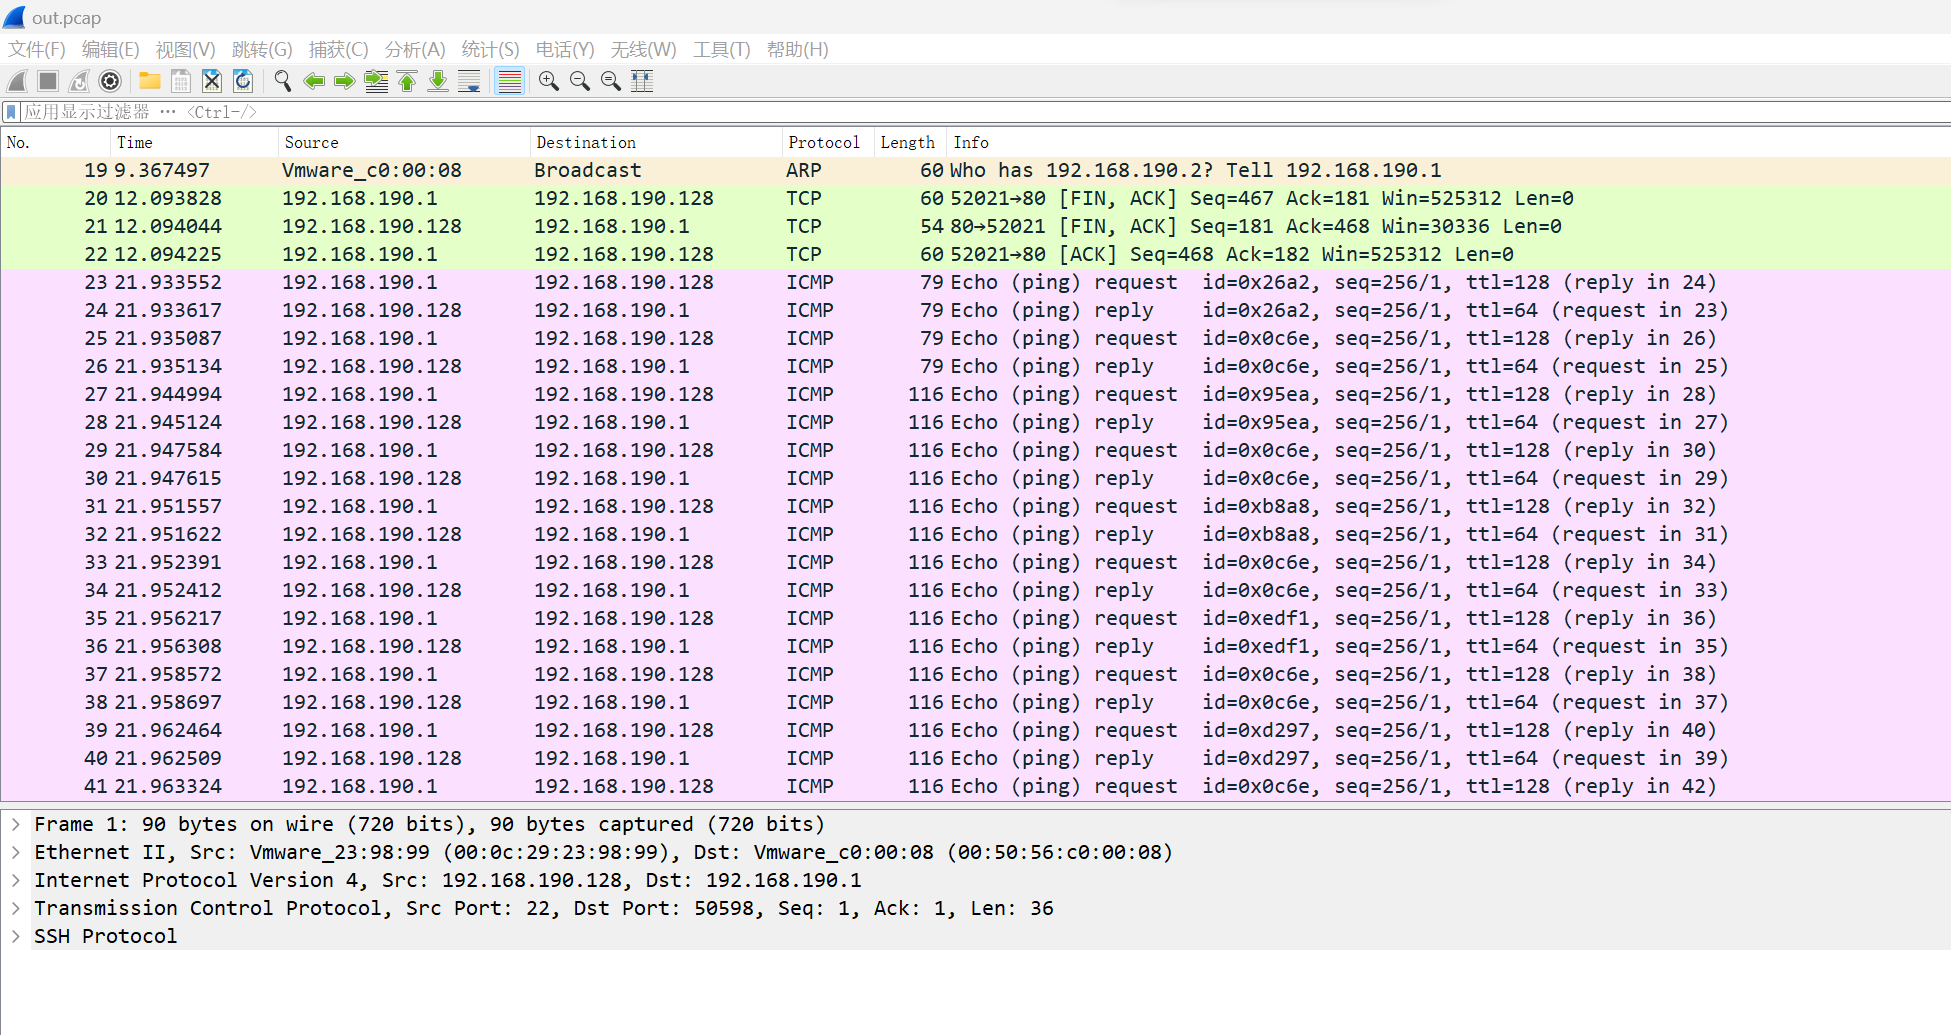 out.pcap
文件(F) 编辑(E) 视图(V) 跳转(G) 捕获(C) 分析(A) 统计(S) 电话(Y) 无线(W) 工具(T) 帮助(H)
应用显示过滤器 … <Ctrl-/>
No. Time Source Destination Protocol Length Info
19 9.367497 Vmware_c0:00:08 Broadcast ARP 60 Who has 192.168.190.2? Tell 192.168.190.1
20 12.093828 192.168.190.1 192.168.190.128 TCP 60 52021→80 [FIN, ACK] Seq=467 Ack=181 Win=525312 Len=0
21 12.094044 192.168.190.128 192.168.190.1 TCP 54 80→52021 [FIN, ACK] Seq=181 Ack=468 Win=30336 Len=0
22 12.094225 192.168.190.1 192.168.190.128 TCP 60 52021→80 [ACK] Seq=468 Ack=182 Win=525312 Len=0
23 21.933552 192.168.190.1 192.168.190.128 ICMP 79 Echo (ping) request id=0x26a2, seq=256/1, ttl=128 (reply in 24)
24 21.933617 192.168.190.128 192.168.190.1 ICMP 79 Echo (ping) reply id=0x26a2, seq=256/1, ttl=64 (request in 23)
25 21.935087 192.168.190.1 192.168.190.128 ICMP 79 Echo (ping) request id=0x0c6e, seq=256/1, ttl=128 (reply in 26)
26 21.935134 192.168.190.128 192.168.190.1 ICMP 79 Echo (ping) reply id=0x0c6e, seq=256/1, ttl=64 (request in 25)
27 21.944994 192.168.190.1 192.168.190.128 ICMP 116 Echo (ping) request id=0x95ea, seq=256/1, ttl=128 (reply in 28)
28 21.945124 192.168.190.128 192.168.190.1 ICMP 116 Echo (ping) reply id=0x95ea, seq=256/1, ttl=64 (request in 27)
29 21.947584 192.168.190.1 192.168.190.128 ICMP 116 Echo (ping) request id=0x0c6e, seq=256/1, ttl=128 (reply in 30)
30 21.947615 192.168.190.128 192.168.190.1 ICMP 116 Echo (ping) reply id=0x0c6e, seq=256/1, ttl=64 (request in 29)
31 21.951557 192.168.190.1 192.168.190.128 ICMP 116 Echo (ping) request id=0xb8a8, seq=256/1, ttl=128 (reply in 32)
32 21.951622 192.168.190.128 192.168.190.1 ICMP 116 Echo (ping) reply id=0xb8a8, seq=256/1, ttl=64 (request in 31)
33 21.952391 192.168.190.1 192.168.190.128 ICMP 116 Echo (ping) request id=0x0c6e, seq=256/1, ttl=128 (reply in 34)
34 21.952412 192.168.190.128 192.168.190.1 ICMP 116 Echo (ping) reply id=0x0c6e, seq=256/1, ttl=64 (request in 33)
35 21.956217 192.168.190.1 192.168.190.128 ICMP 116 Echo (ping) request id=0xedf1, seq=256/1, ttl=128 (reply in 36)
36 21.956308 192.168.190.128 192.168.190.1 ICMP 116 Echo (ping) reply id=0xedf1, seq=256/1, ttl=64 (request in 35)
37 21.958572 192.168.190.1 192.168.190.128 ICMP 116 Echo (ping) request id=0x0c6e, seq=256/1, ttl=128 (reply in 38)
38 21.958697 192.168.190.128 192.168.190.1 ICMP 116 Echo (ping) reply id=0x0c6e, seq=256/1, ttl=64 (request in 37)
39 21.962464 192.168.190.1 192.168.190.128 ICMP 116 Echo (ping) request id=0xd297, seq=256/1, ttl=128 (reply in 40)
40 21.962509 192.168.190.128 192.168.190.1 ICMP 116 Echo (ping) reply id=0xd297, seq=256/1, ttl=64 (request in 39)
41 21.963324 192.168.190.1 192.168.190.128 ICMP 116 Echo (ping) request id=0x0c6e, seq=256/1, ttl=128 (reply in 42)
Frame 1: 90 bytes on wire (720 bits), 90 bytes captured (720 bits)
Ethernet II, Src: Vmware_23:98:99 (00:0c:29:23:98:99), Dst: Vmware_c0:00:08 (00:50:56:c0:00:08)
Internet Protocol Version 4, Src: 192.168.190.128, Dst: 192.168.190.1
Transmission Control Protocol, Src Port: 22, Dst Port: 50598, Seq: 1, Ack: 1, Len: 36
SSH Protocol